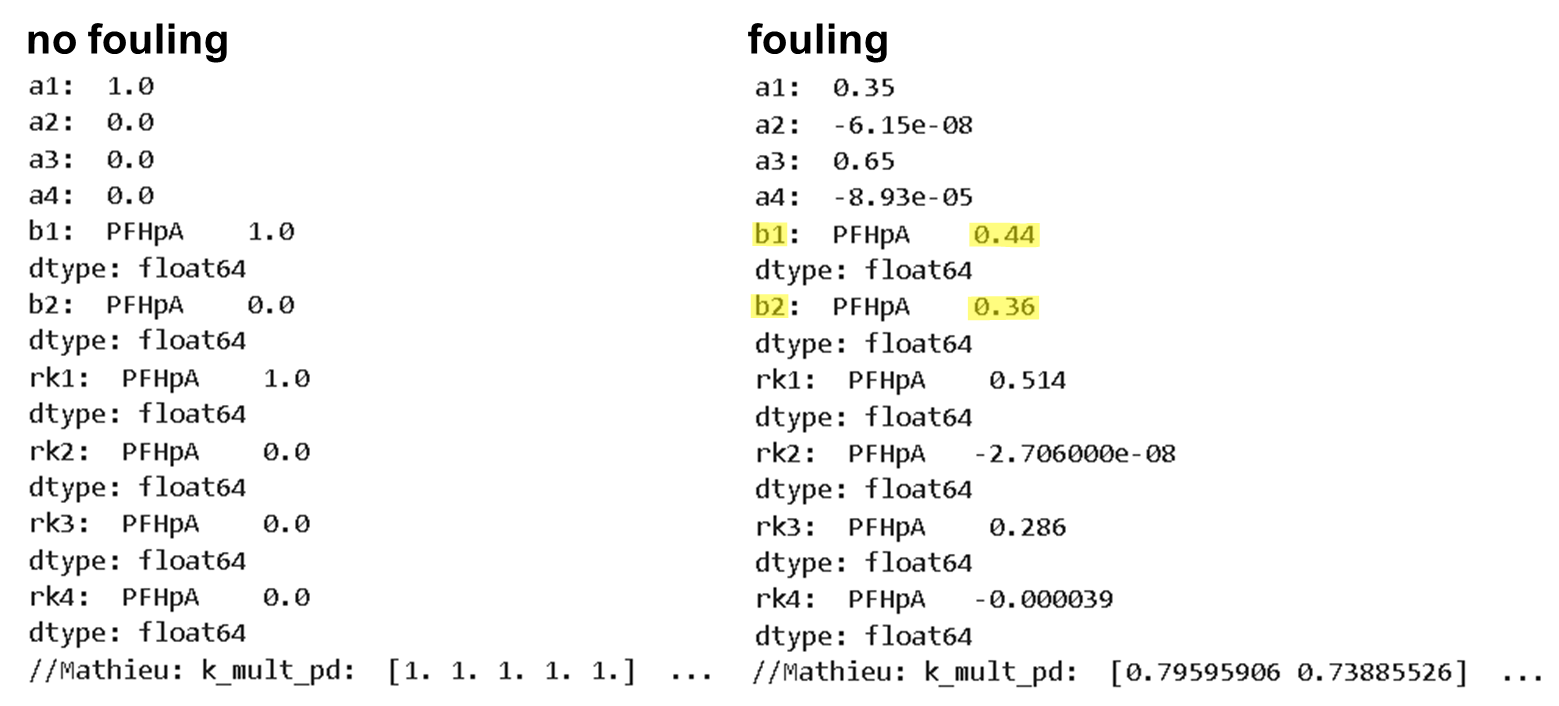 no fouling
a1:  1.0
a2:  0.0
a3:  0.0
a4:  0.0
b1:  PFHpA    1.0
dtype: float64
b2:  PFHpA    0.0
dtype: float64
rk1:  PFHpA    1.0
dtype: float64
rk2:  PFHpA    0.0
dtype: float64
rk3:  PFHpA    0.0
dtype: float64
rk4:  PFHpA    0.0
dtype: float64
//Mathieu: k_mult_pd:  [1. 1. 1. 1. 1.]  ...
fouling
a1:  0.35
a2:  -6.15e-08
a3:  0.65
a4:  -8.93e-05
b1:  PFHpA    0.44
dtype: float64
b2:  PFHpA    0.36
dtype: float64
rk1:  PFHpA    0.514
dtype: float64
rk2:  PFHpA   -2.706000e-08
dtype: float64
rk3:  PFHpA    0.286
dtype: float64
rk4:  PFHpA   -0.000039
dtype: float64
//Mathieu: k_mult_pd:  [0.79595906 0.73885526]  ...